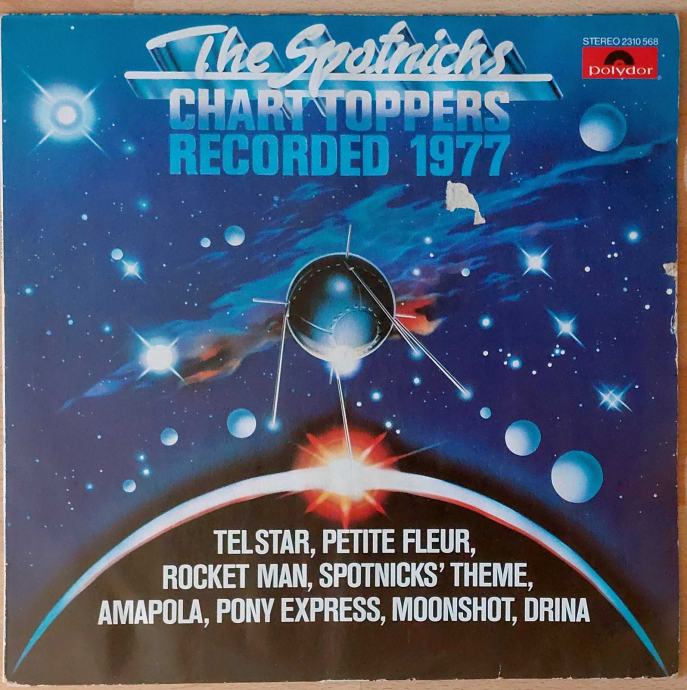 The Spotnicks
STEREO 2310 568
polydor
CHART TOPPERS
RECORDED 1977
TELSTAR, PETITE FLEUR,
ROCKET MAN, SPOTNICKS' THEME,
AMAPOLA, PONY EXPRESS, MOONSHOT, DRINA